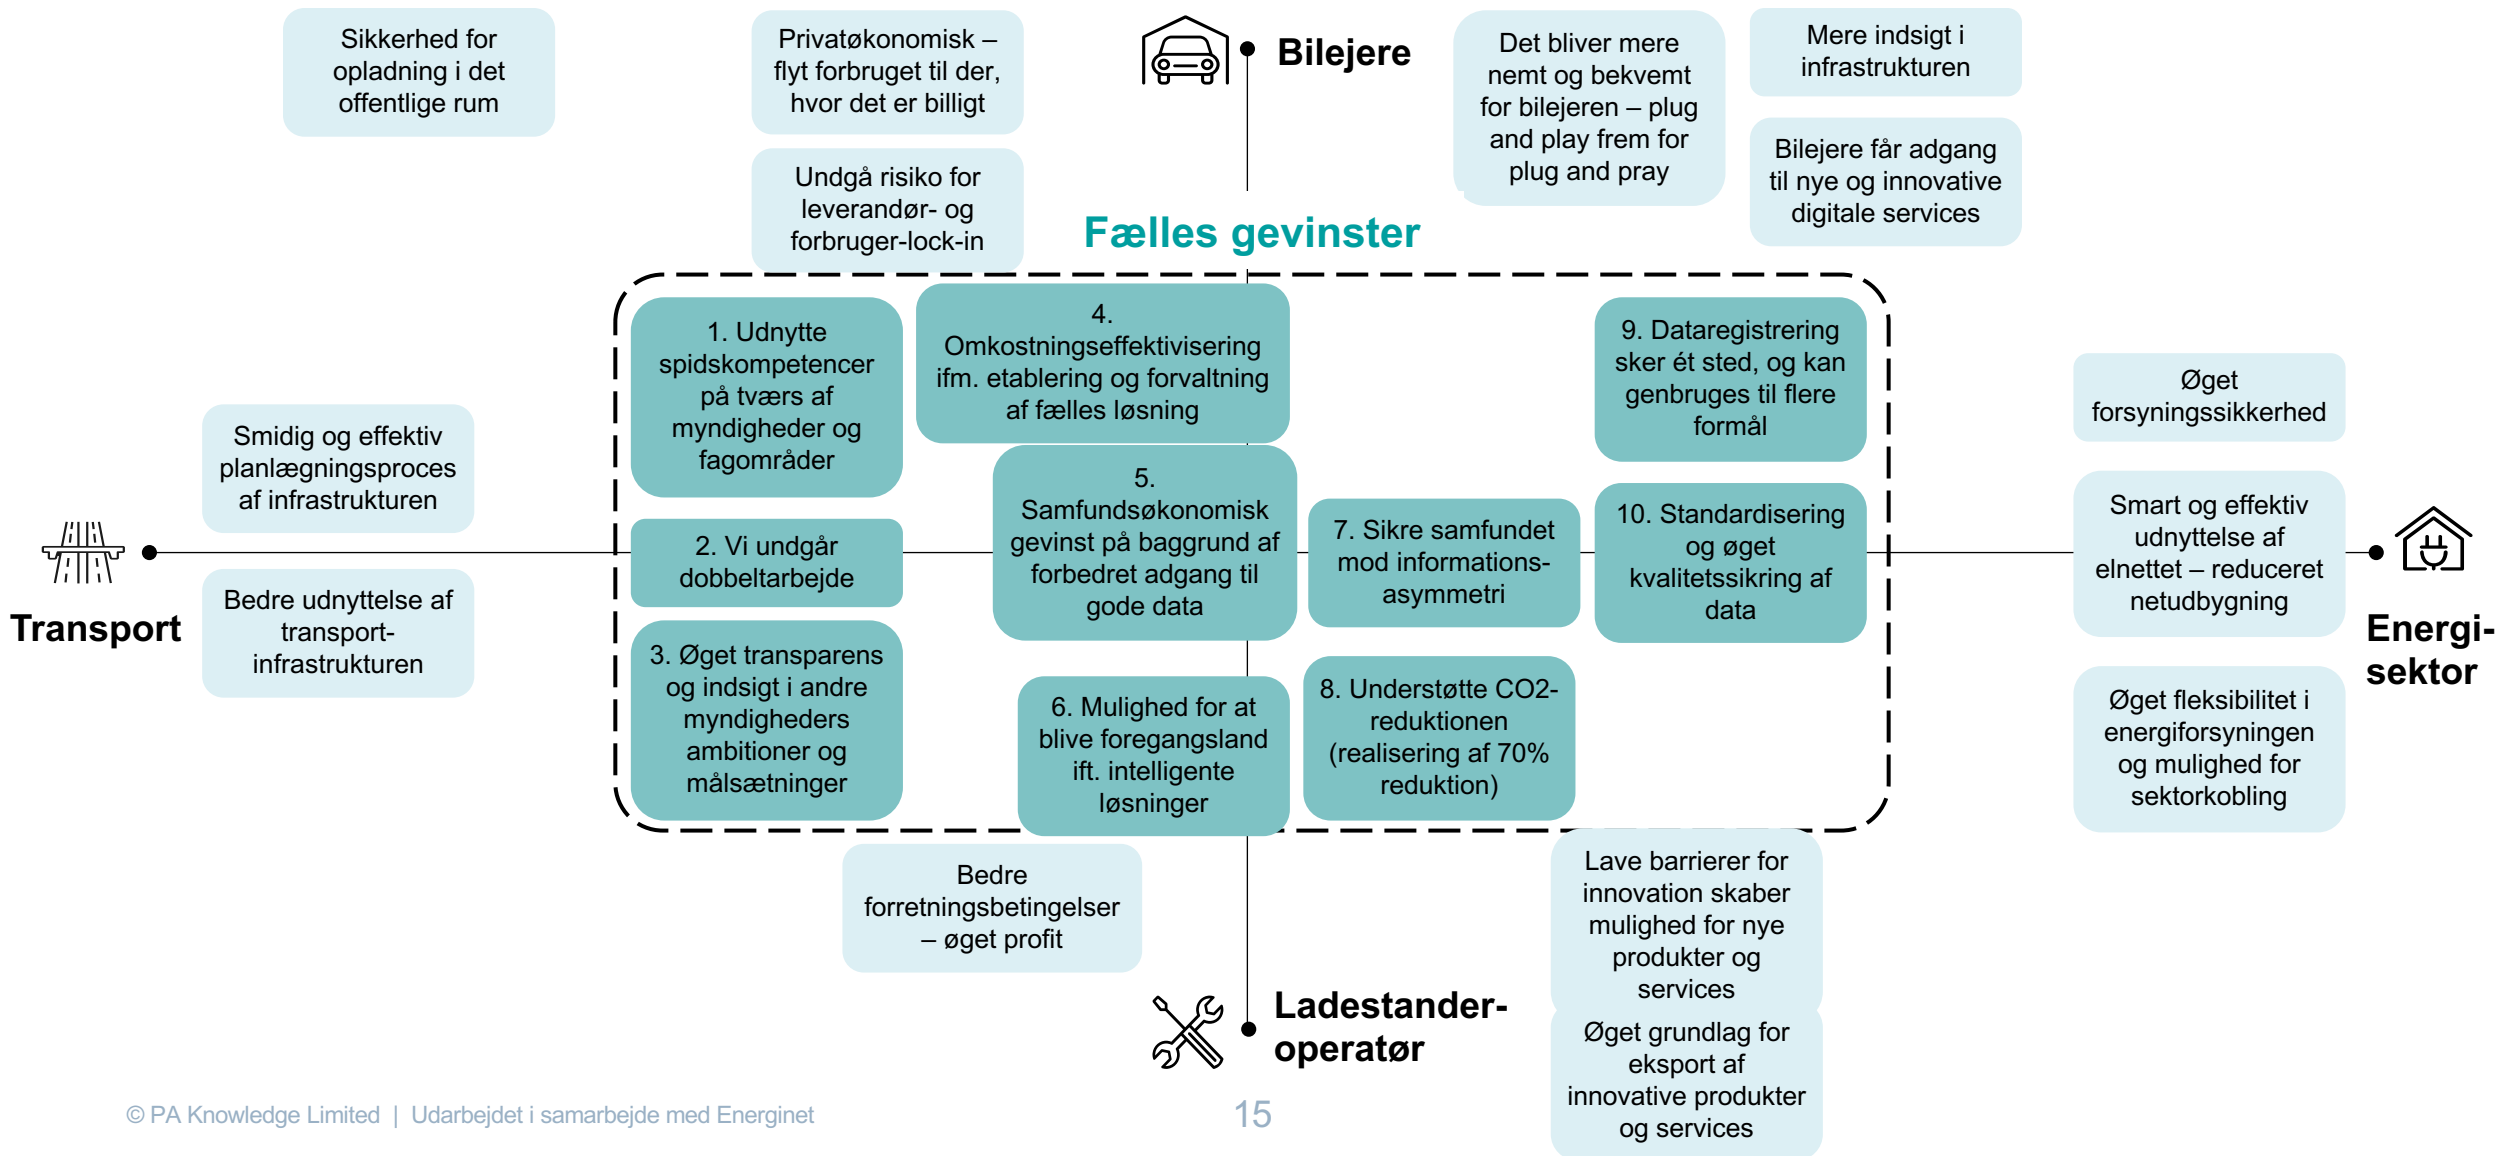 Sikkerhed for
opladning i det
offentlige rum
Privatøkonomisk –
flyt forbruget til der,
hvor det er billigt
Undgå risiko for
leverandør- og
forbruger-lock-in
Bilejere
Det bliver mere
nemt og bekvemt
for bilejeren – plug
and play frem for
plug and pray
Mere indsigt i
infrastrukturen
Bilejere får adgang
til nye og innovative
digitale services
Fælles gevinster
1. Udnytte
spidskompetencer
på tværs af
myndigheder og
fagområder
2. Vi undgår
dobbeltarbejde
3. Øget transparens
og indsigt i andre
myndigheders
ambitioner og
målsætninger
4.
Omkostningseffektivisering
ifm. etablering og forvaltning
af fælles løsning
5.
Samfundsøkonomisk
gevinst på baggrund af
forbedret adgang til
gode data
6. Mulighed for at
blive foregangsland
ift. intelligente
løsninger
7. Sikre samfundet
mod informations-
asymmetri
8. Understøtte CO2-
reduktionen
(realisering af 70%
reduktion)
9. Dataregistrering
sker ét sted, og kan
genbruges til flere
formål
10. Standardisering
og øget
kvalitetssikring af
data
Smidig og effektiv
planlægningsproces
af infrastrukturen
Transport
Bedre udnyttelse af
transport-
infrastrukturen
Øget
forsyningssikkerhed
Smart og effektiv
udnyttelse af
elnettet – reduceret
netudbygning
Energi-
sektor
Øget fleksibilitet i
energiforsyningen
og mulighed for
sektorkobling
Bedre
forretningsbetingelser
– øget profit
Ladestander-
operatør
Lave barrierer for
innovation skaber
mulighed for nye
produkter og
services
Øget grundlag for
eksport af
innovative produkter
og services
© PA Knowledge Limited | Udarbejdet i samarbejde med Energinet
15